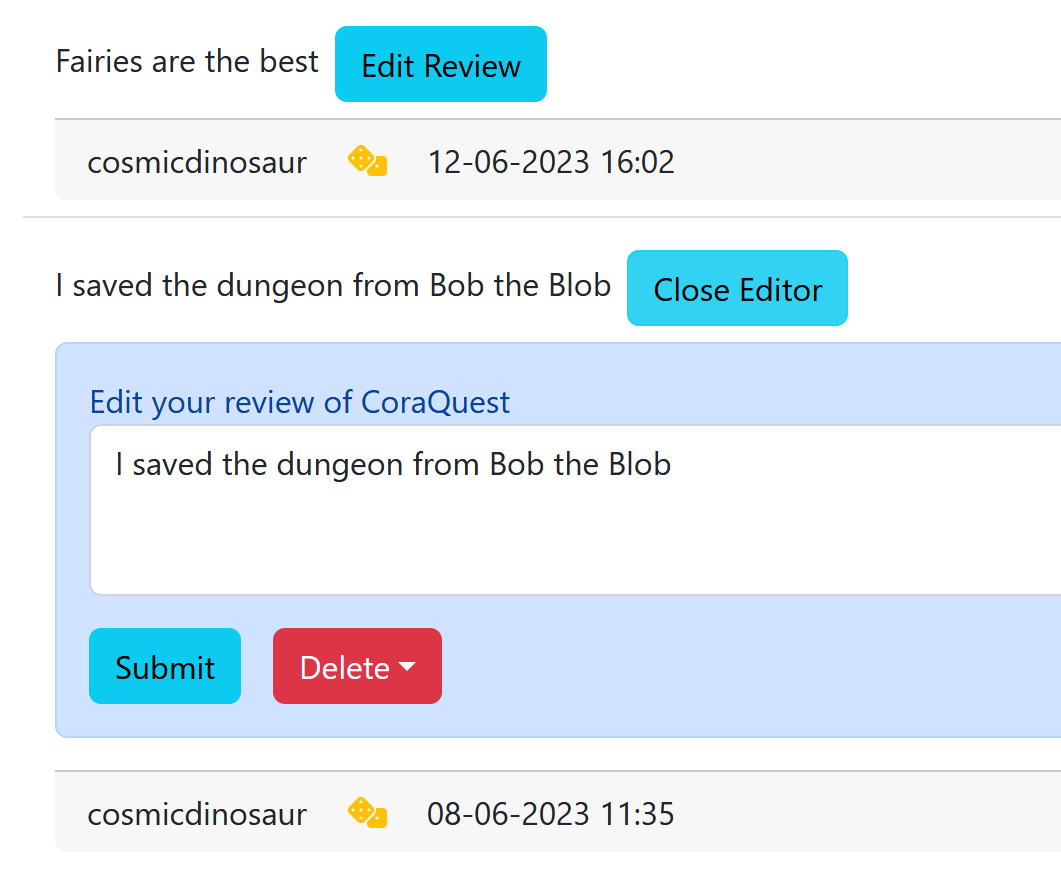 Fairies are the best Edit Review
cosmicdinosaur 12-06-2023 16:02
I saved the dungeon from Bob the Blob Close Editor
Edit your review of CoraQuest
I saved the dungeon from Bob the Blob
Submit Delete
cosmicdinosaur 08-06-2023 11:35